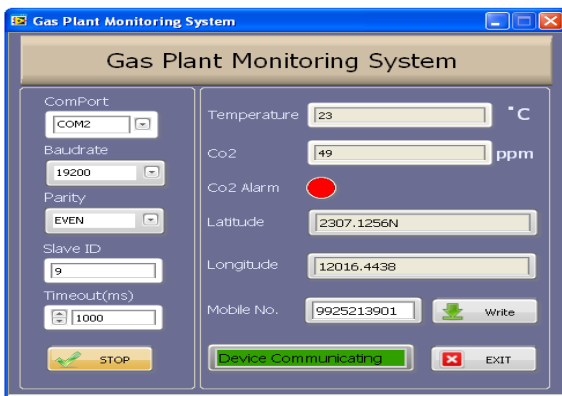 Gas Plant Monitoring System
Gas Plant Monitoring System
ComPort
COM2
Baudrate
19200
Parity
EVEN
Slave ID
9
Timeout(ms)
1000
STOP
Temperature 23 °C
Co2 49 ppm
Co2 Alarm
Latitude 2307.1256N
Longitude 12016.4438
Mobile No. 9925213901 Write
Device Communicating EXIT